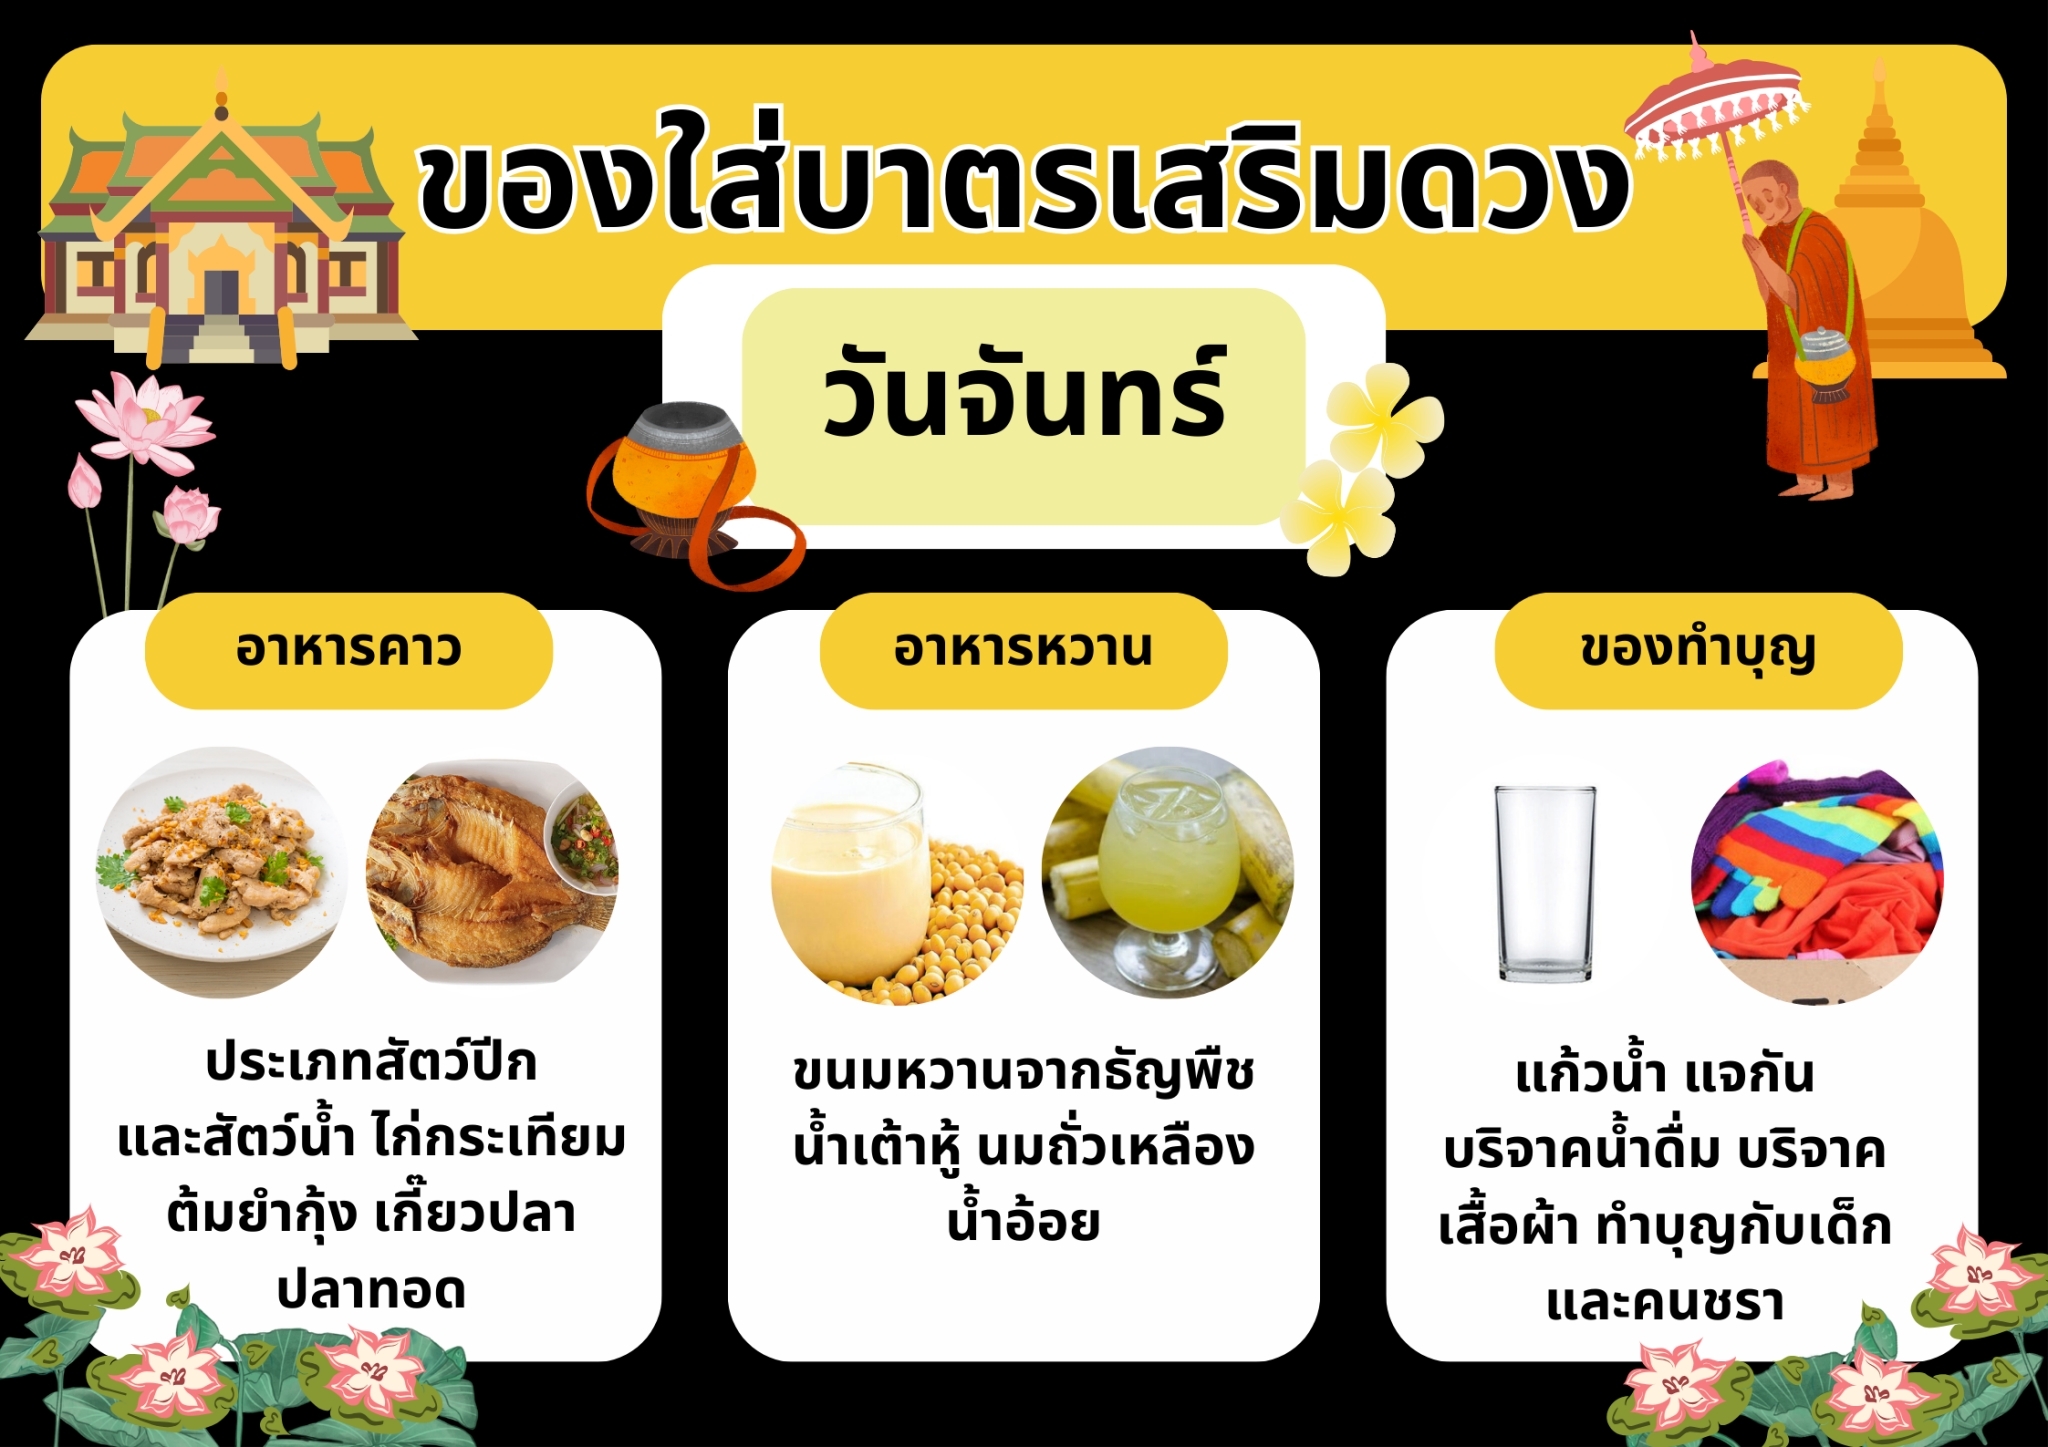 ของใส่บาตรเสริมดวง
วันจันทร์
อาหารคาว
ประเภทสัตว์ปีก
และสัตว์น้ำ ไก่กระเทียม
ต้มยำกุ้ง เกี๊ยวปลา
ปลาทอด
อาหารหวาน
ขนมหวานจากธัญพืช
น้ำเต้าหู้ นมถั่วเหลือง
น้ำอ้อย
ของทำบุญ
แก้วน้ำ แจกัน
บริจาคน้ำดื่ม บริจาค
เสื้อผ้า ทำบุญกับเด็ก
และคนชรา